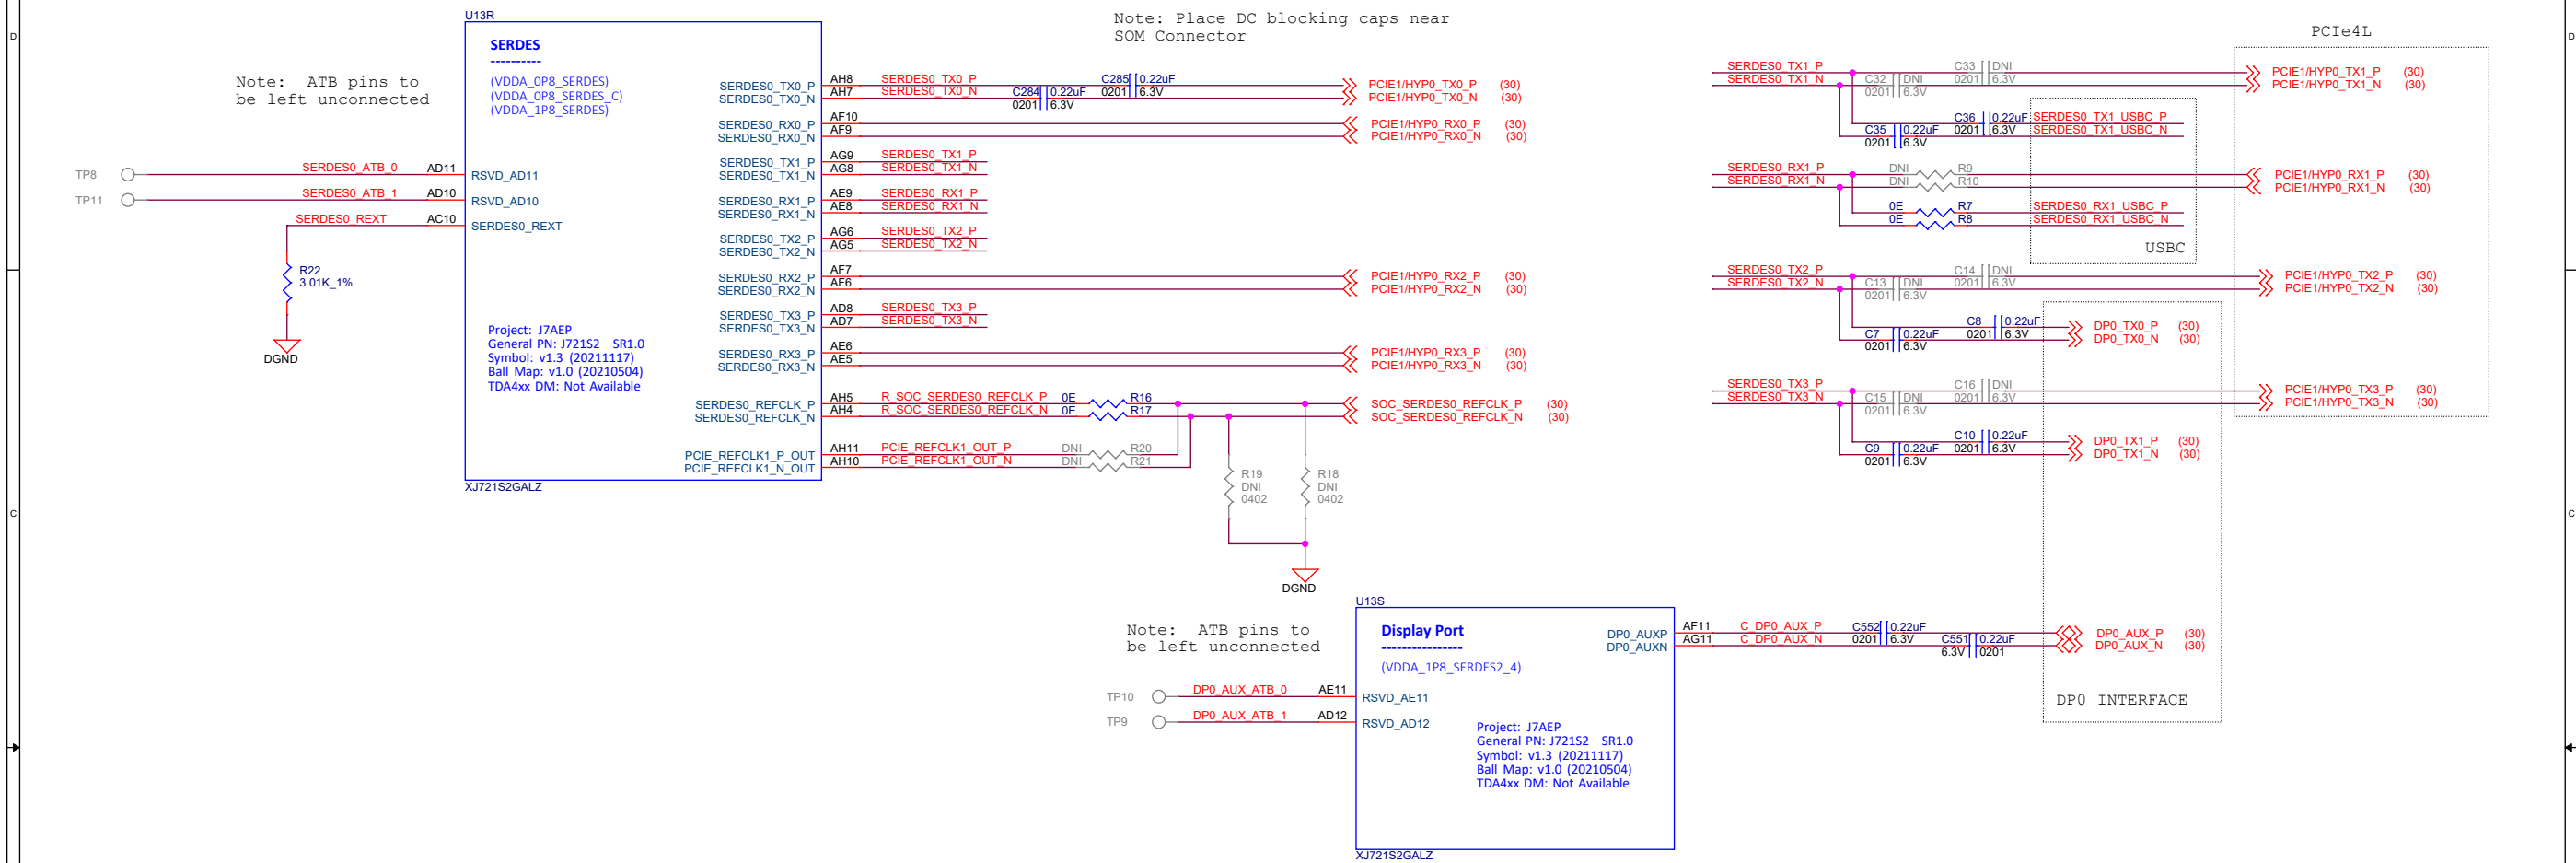 D
D
C
C
Note: ATB pins to
be left unconnected
TP8
SERDES0_ATB_0
AD11
TP11
SERDES0_ATB_1
AD10
SERDES0_REXT
AC10
R22
3.01K_1%
DGND
U13R
SERDES
----------
(VDDA_0P8_SERDES)
(VDDA_0P8_SERDES_C)
(VDDA_1P8_SERDES)
RSVD_AD11
RSVD_AD10
SERDES0_REXT
Project: J7AEP
General PN: J721S2 SR1.0
Symbol: v1.3 (20211117)
Ball Map: v1.0 (20210504)
TDA4xx DM: Not Available
XJ721S2GALZ
SERDES0_TX0_P
SERDES0_TX0_N
SERDES0_RX0_P
SERDES0_RX0_N
SERDES0_TX1_P
SERDES0_TX1_N
SERDES0_RX1_P
SERDES0_RX1_N
SERDES0_TX2_P
SERDES0_TX2_N
SERDES0_RX2_P
SERDES0_RX2_N
SERDES0_TX3_P
SERDES0_TX3_N
SERDES0_RX3_P
SERDES0_RX3_N
SERDES0_REFCLK_P
SERDES0_REFCLK_N
PCIE_REFCLK1_P_OUT
PCIE_REFCLK1_N_OUT
Note: Place DC blocking caps near
SOM Connector
AH8 SERDES0_TX0_P C285 0.22uF 0201 6.3V PCIE1/HYP0_TX0_P (30)
AH7 SERDES0_TX0_N C284 0.22uF 0201 6.3V PCIE1/HYP0_TX0_N (30)
AF10 PCIE1/HYP0_RX0_P (30)
AF9 PCIE1/HYP0_RX0_N (30)
AG9 SERDES0_TX1_P
AG8 SERDES0_TX1_N
AE9 SERDES0_RX1_P
AE8 SERDES0_RX1_N
AG6 SERDES0_TX2_P
AG5 SERDES0_TX2_N
AF7 PCIE1/HYP0_RX2_P (30)
AF6 PCIE1/HYP0_RX2_N (30)
AD8 SERDES0_TX3_P
AD7 SERDES0_TX3_N
AE6 PCIE1/HYP0_RX3_P (30)
AE5 PCIE1/HYP0_RX3_N (30)
AH5 R_SOC_SERDES0_REFCLK_P 0E R16 SOC_SERDES0_REFCLK_P (30)
AH4 R_SOC_SERDES0_REFCLK_N 0E R17 SOC_SERDES0_REFCLK_N (30)
AH11 PCIE_REFCLK1_OUT_P DNI R20
AH10 PCIE_REFCLK1_OUT_N DNI R21
R19
DNI
0402
R18
DNI
0402
DGND
PCIe4L
SERDES0_TX1_P C33 DNI 0201 6.3V PCIE1/HYP0_TX1_P (30)
SERDES0_TX1_N C32 DNI 0201 6.3V PCIE1/HYP0_TX1_N (30)
C36 0.22uF 0201 6.3V SERDES0_TX1_USBC_P
C35 0.22uF 0201 6.3V SERDES0_TX1_USBC_N
SERDES0_RX1_P DNI R9 PCIE1/HYP0_RX1_P (30)
SERDES0_RX1_N DNI R10 PCIE1/HYP0_RX1_N (30)
0E R7 SERDES0_RX1_USBC_P
0E R8 SERDES0_RX1_USBC_N
USBC
SERDES0_TX2_P C14 DNI 0201 6.3V PCIE1/HYP0_TX2_P (30)
SERDES0_TX2_N C13 DNI 0201 6.3V PCIE1/HYP0_TX2_N (30)
C8 0.22uF 0201 6.3V DP0_TX0_P (30)
C7 0.22uF 0201 6.3V DP0_TX0_N (30)
SERDES0_TX3_P C16 DNI 0201 6.3V PCIE1/HYP0_TX3_P (30)
SERDES0_TX3_N C15 DNI 0201 6.3V PCIE1/HYP0_TX3_N (30)
C10 0.22uF 0201 6.3V DP0_TX1_P (30)
C9 0.22uF 0201 6.3V DP0_TX1_N (30)
Note: ATB pins to
be left unconnected
TP10 DP0_AUX_ATB_0 AE11
TP9 DP0_AUX_ATB_1 AD12
U13S
Display Port
----------------
(VDDA_1P8_SERDES2_4)
DP0_AUXP
DP0_AUXN
RSVD_AE11
RSVD_AD12
Project: J7AEP
General PN: J721S2 SR1.0
Symbol: v1.3 (20211117)
Ball Map: v1.0 (20210504)
TDA4xx DM: Not Available
XJ721S2GALZ
AF11 C_DP0_AUX_P C552 0.22uF 0201 6.3V DP0_AUX_P (30)
AG11 C_DP0_AUX_N C551 0.22uF 6.3V 0201 DP0_AUX_N (30)
DP0 INTERFACE